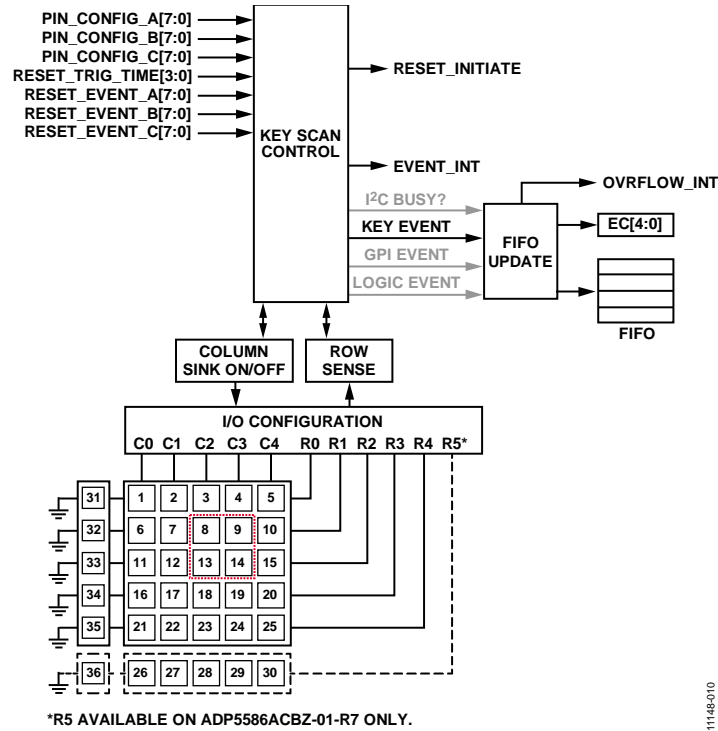 PIN_CONFIG_A[7:0]
PIN_CONFIG_B[7:0]
PIN_CONFIG_C[7:0]
RESET_TRIG_TIME[3:0]
RESET_EVENT_A[7:0]
RESET_EVENT_B[7:0]
RESET_EVENT_C[7:0]
KEY SCAN
CONTROL
RESET_INITIATE
EVENT_INT
I2C BUSY?
KEY EVENT
GPI EVENT
LOGIC EVENT
FIFO
UPDATE
OVRFLOW_INT
EC[4:0]
FIFO
COLUMN
SINK ON/OFF
ROW
SENSE
I/O CONFIGURATION
C0 C1 C2 C3 C4 R0 R1 R2 R3 R4 R5*
31 1 2 3 4 5
32 6 7 8 9 10
33 11 12 13 14 15
34 16 17 18 19 20
35 21 22 23 24 25
36 26 27 28 29 30
*R5 AVAILABLE ON ADP5586ACBZ-01-R7 ONLY.
11148-010